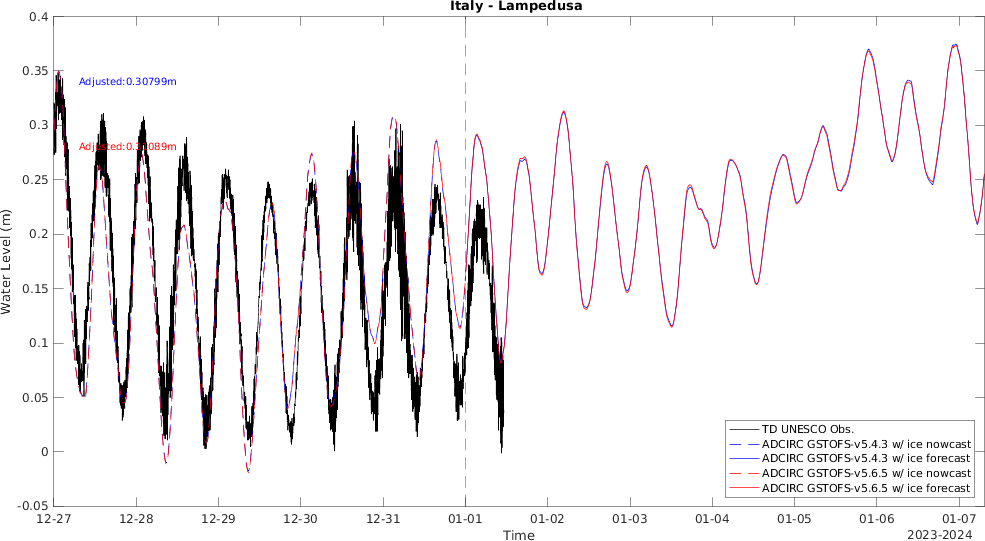 Italy - Lampedusa
0.4
0.35
0.3
0.25
0.2
0.15
0.1
0.05
0
-0.05
Water Level (m)
Adjusted:0.30799m
12-27
12-28
12-29
12-30
12-31
01-01
01-02
01-03
01-04
01-05
01-06
01-07
Time
2023-2024
TD UNESCO Obs.
ADCIRC GSTOFS-v5.4.3 w/ ice nowcast
ADCIRC GSTOFS-v5.4.3 w/ ice forecast
ADCIRC GSTOFS-v5.6.5 w/ ice nowcast
ADCIRC GSTOFS-v5.6.5 w/ ice forecast